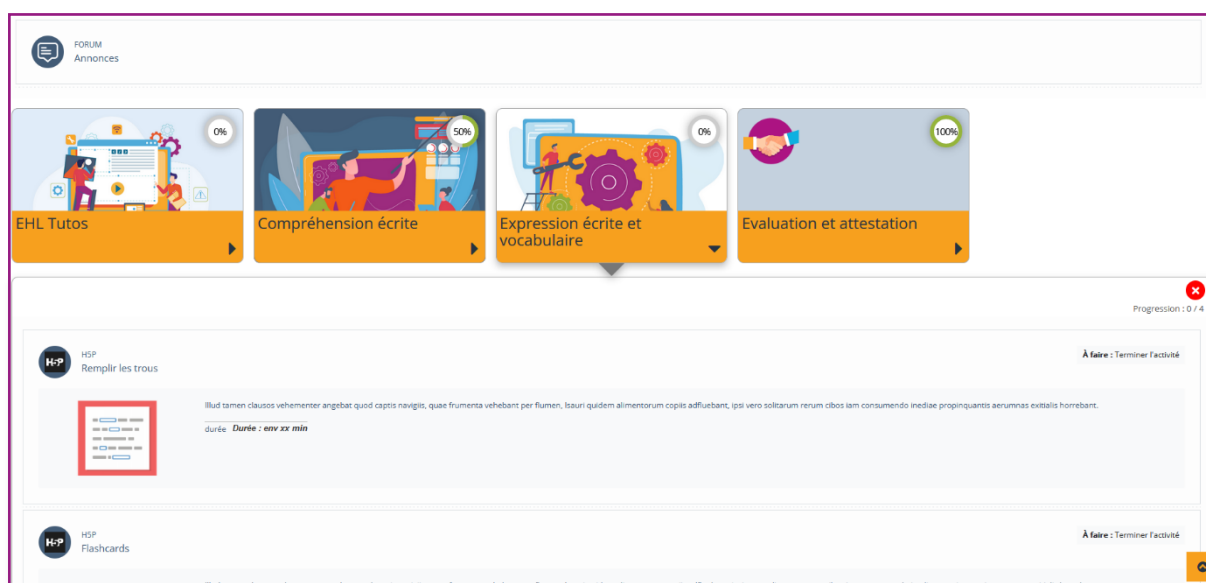 FORUM
Annonces
0%
50%
0%
100%
EHL Tutos
Compréhension écrite
Expression écrite et
vocabulaire
Evaluation et attestation
Progression : 0 / 4
H5P
H5P
Remplir les trous
À faire : Terminer l'activité
Illud tamen clausos vehementer angebat quod captis navigiis, quae frumenta vehebant per flumen, Isauri quidem alimentorum copiis adfluebant, ipsi vero solitarum rerum cibos iam consumendo inediae propinquantis aerumnas exitialis horrebant.
durée Durée : env xx min
H5P
H5P
Flashcards
À faire : Terminer l'activité